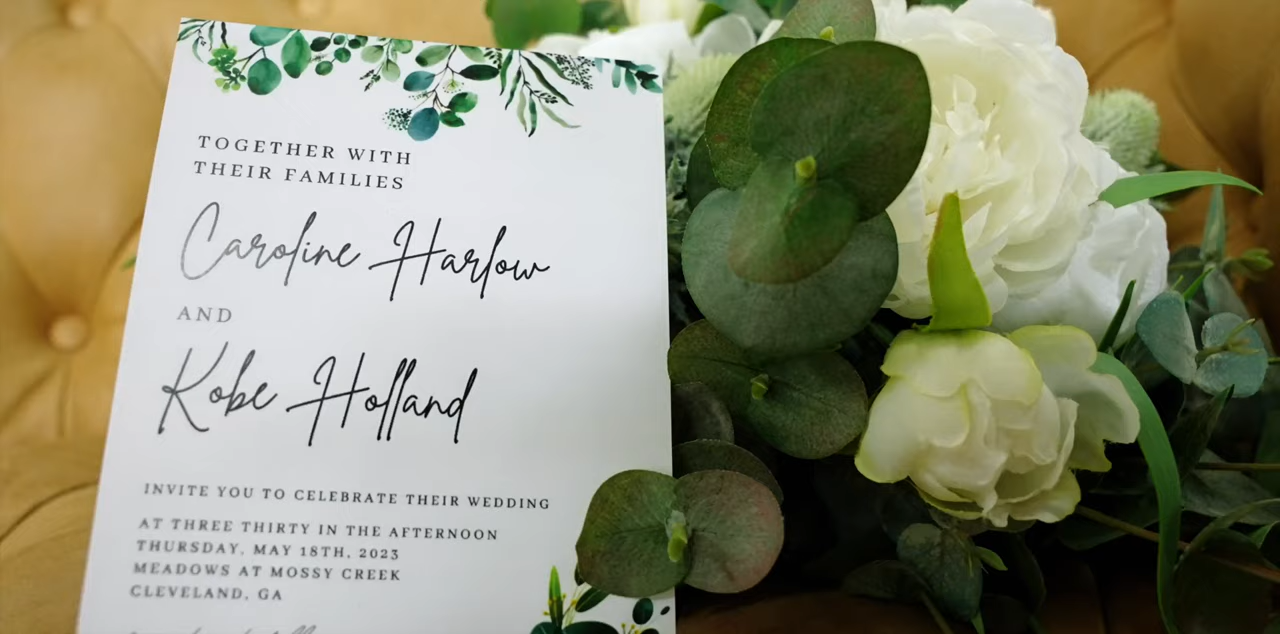 TOGETHER WITH
THEIR FAMILIES
Caroline Harlow
AND
Kobe Holland
INVITE YOU TO CELEBRATE THEIR WEDDING
AT THREE THIRTY IN THE AFTERNOON
THURSDAY, MAY 18TH, 2023
MEADOWS AT MOSSY CREEK
CLEVELAND, GA